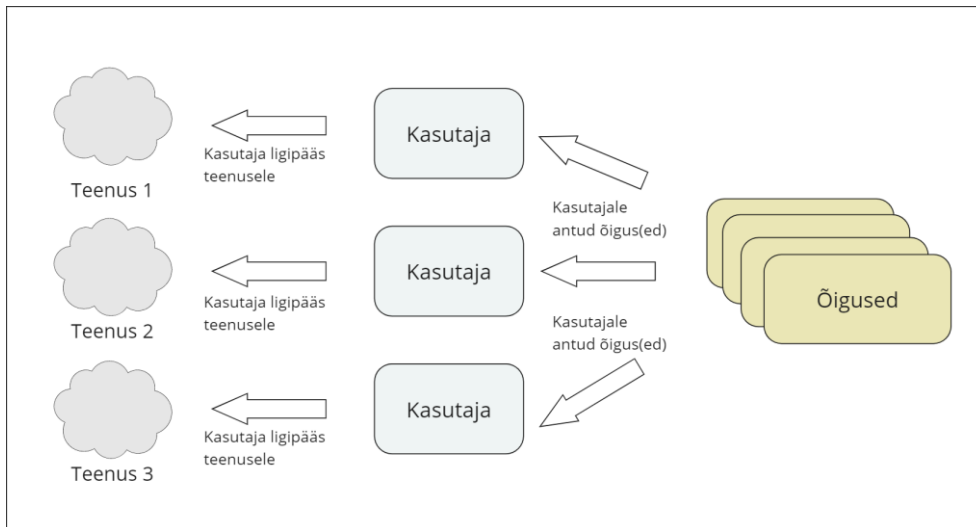 Kasutaja
Kasutaja ligipääs
teenusele
Teenus 1
Kasutajale
antud õigus(ed)
Kasutaja
Õigused
Kasutaja ligipääs
teenusele
Teenus 2
Kasutajale
antud õigus(ed)
Kasutaja
Kasutaja ligipääs
teenusele
Teenus 3